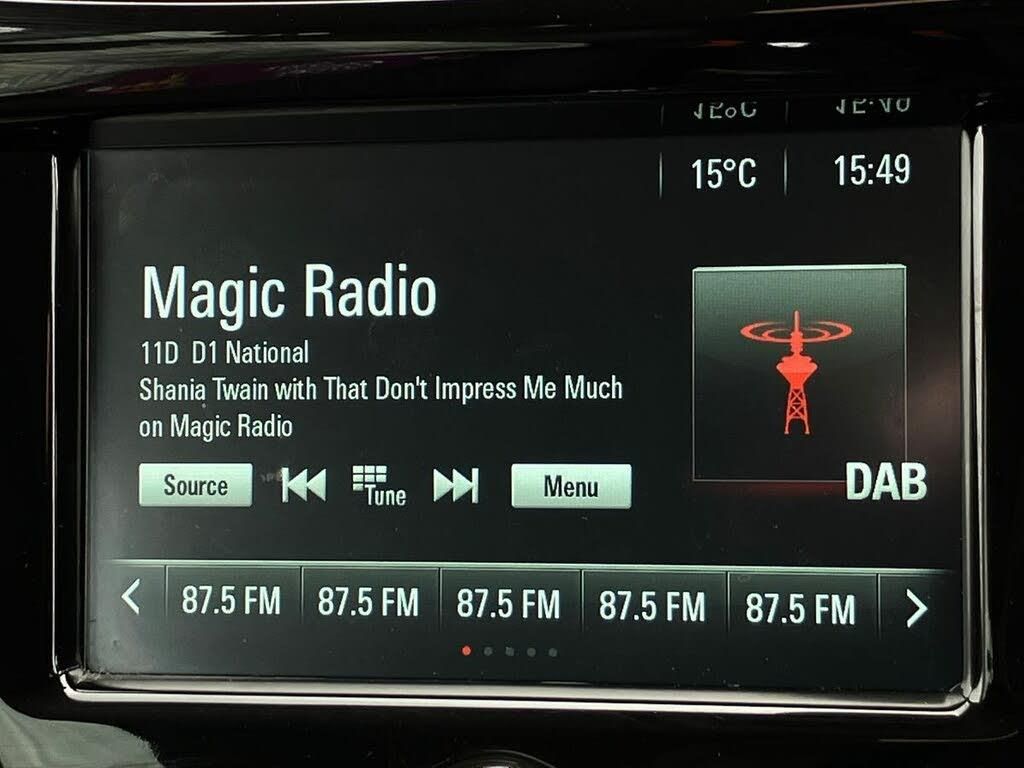 15°C 15:49
Magic Radio
11D D1 National
Shania Twain with That Don't Impress Me Much
on Magic Radio
Source Tune Menu
DAB
87.5 FM 87.5 FM 87.5 FM 87.5 FM 87.5 FM